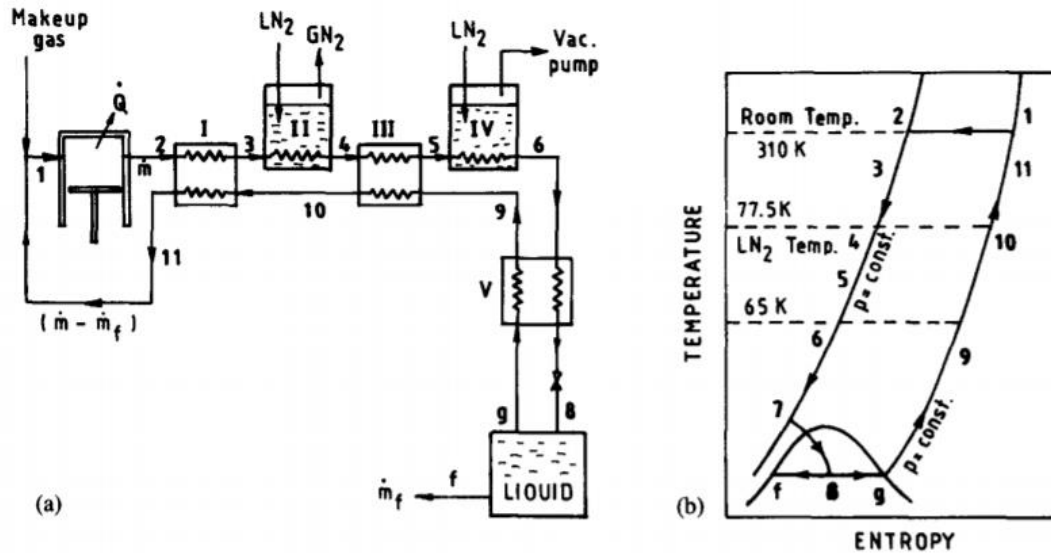 Makeup
gas
LN2
GN2
LN2
Vac.
pump
Q̇
I
II
III
IV
1
ṁ
2
3
4
5
6
10
9
11
(ṁ - ṁf)
V
g
8
f
ṁf
LIQUID
(a)
TEMPERATURE
Room Temp.
310 K
77.5K
LN2 Temp.
65 K
2
1
3
11
4
10
5
p = const.
6
9
7
p = const.
f
8
g
(b)
ENTROPY